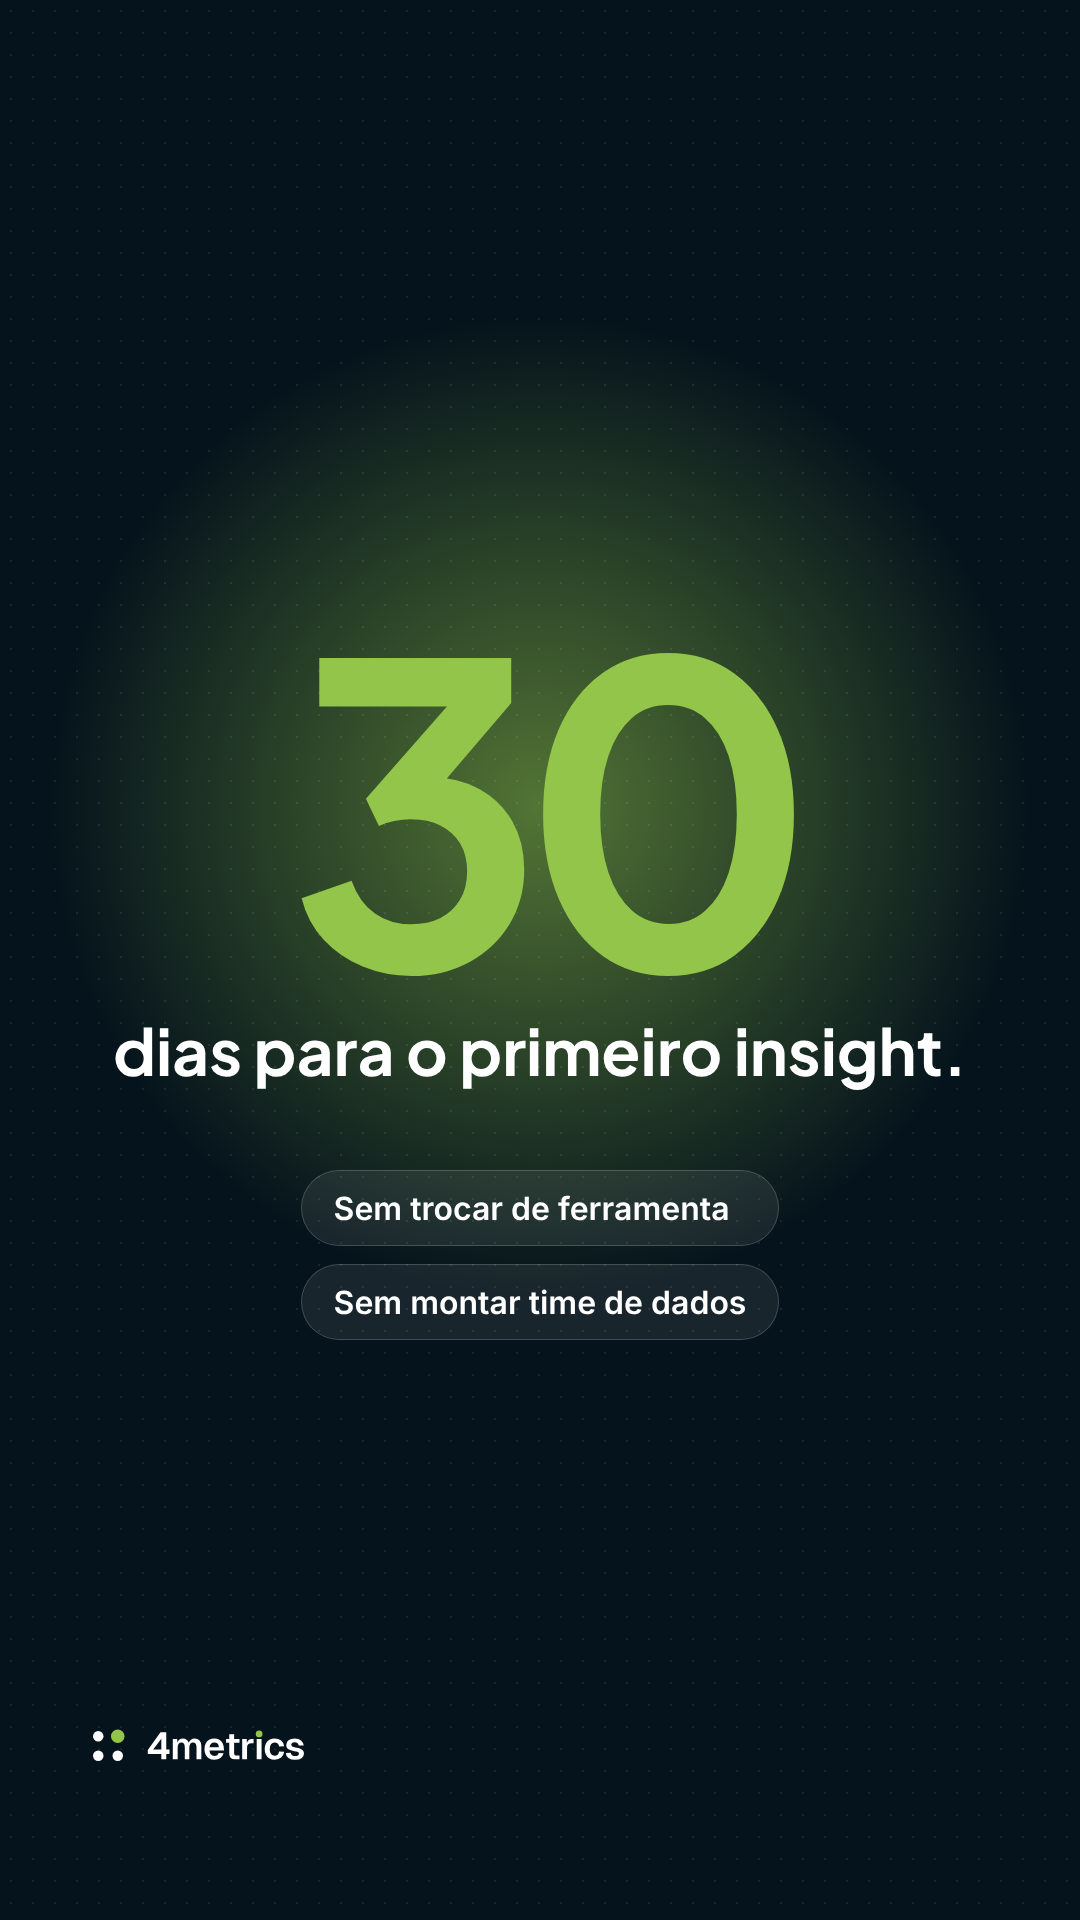 30
dias para o primeiro insight.
Sem trocar de ferramenta
Sem montar time de dados
4metrics